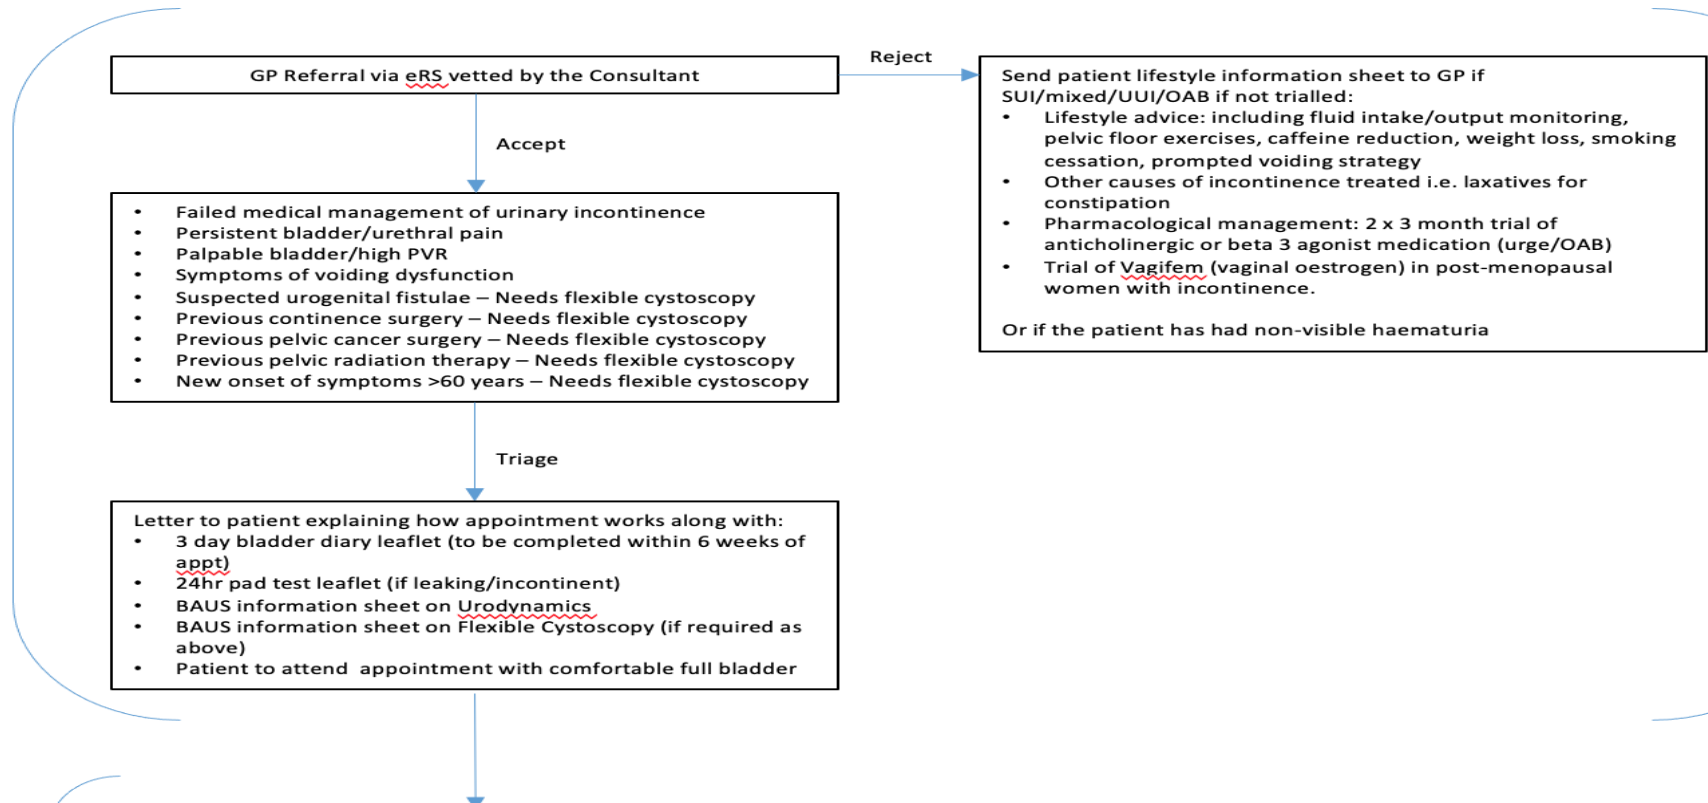 GP Referral via eRS vetted by the Consultant
Reject
Send patient lifestyle information sheet to GP if
SUI/mixed/UUI/OAB if not trialled:
• Lifestyle advice: including fluid intake/output monitoring,
pelvic floor exercises, caffeine reduction, weight loss, smoking
cessation, prompted voiding strategy
• Other causes of incontinence treated i.e. laxatives for
constipation
• Pharmacological management: 2 x 3 month trial of
anticholinergic or beta 3 agonist medication (urge/OAB)
• Trial of Vagifem (vaginal oestrogen) in post-menopausal
women with incontinence.
Or if the patient has had non-visible haematuria
Accept
• Failed medical management of urinary incontinence
• Persistent bladder/urethral pain
• Palpable bladder/high PVR
• Symptoms of voiding dysfunction
• Suspected urogenital fistulae – Needs flexible cystoscopy
• Previous continence surgery – Needs flexible cystoscopy
• Previous pelvic cancer surgery – Needs flexible cystoscopy
• Previous pelvic radiation therapy – Needs flexible cystoscopy
• New onset of symptoms >60 years – Needs flexible cystoscopy
Triage
Letter to patient explaining how appointment works along with:
• 3 day bladder diary leaflet (to be completed within 6 weeks of
appt)
• 24hr pad test leaflet (if leaking/incontinent)
• BAUS information sheet on Urodynamics
• BAUS information sheet on Flexible Cystoscopy (if required as
above)
• Patient to attend  appointment with comfortable full bladder